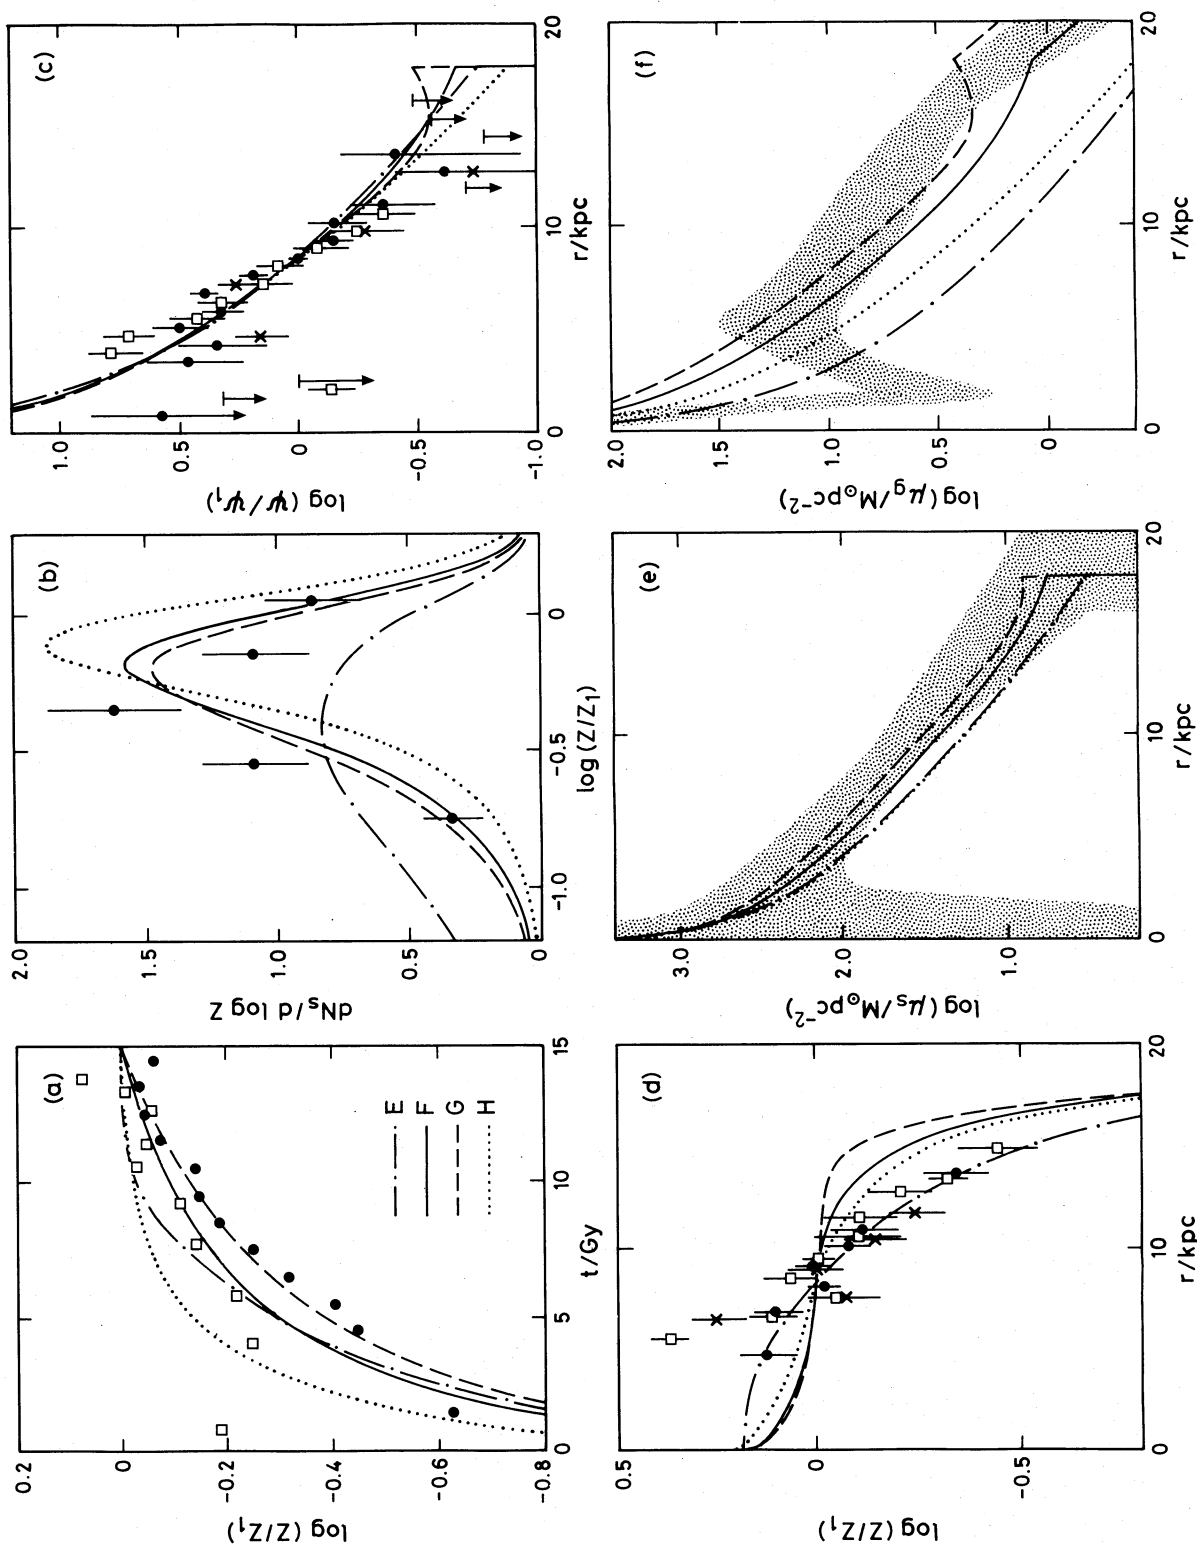 (a)
0.2
0
-0.2
-0.4
-0.6
-0.8
log (Z/Z₁)
0
5
10
15
t/Gy
E
F
G
H
(b)
2.0
1.5
1.0
0.5
0
dNₛ/d log Z
-1.0
-0.5
0
log (Z/Z₁)
(c)
1.0
0.5
0
-0.5
-1.0
log (ψ/ψ₁)
0
10
20
r/kpc
(d)
0.5
0
-0.5
log (Z/Z₁)
0
10
20
r/kpc
(e)
3.0
2.0
1.0
log (μₛ/M⊙pc⁻²)
0
10
20
r/kpc
(f)
2.0
1.5
1.0
0.5
0
log (μg/M⊙pc⁻²)
0
10
20
r/kpc